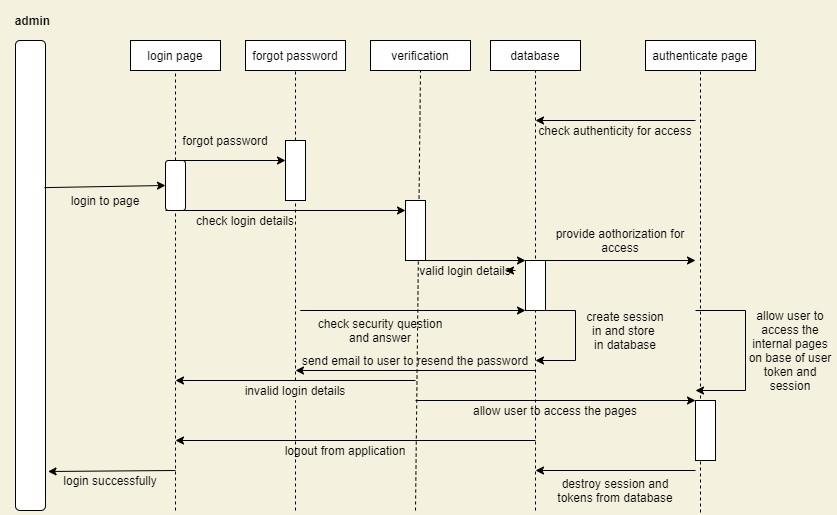 admin
login page
forgot password
verification
database
authenticate page
check authenticity for access
forgot password
login to page
check login details
provide aothorization for
access
valid login details
check security question
and answer
create session
in and store
in database
allow user to
access the
internal pages
on base of user
token and
session
send email to user to resend the password
invalid login details
allow user to access the pages
logout from application
login successfully
destroy session and
tokens from database